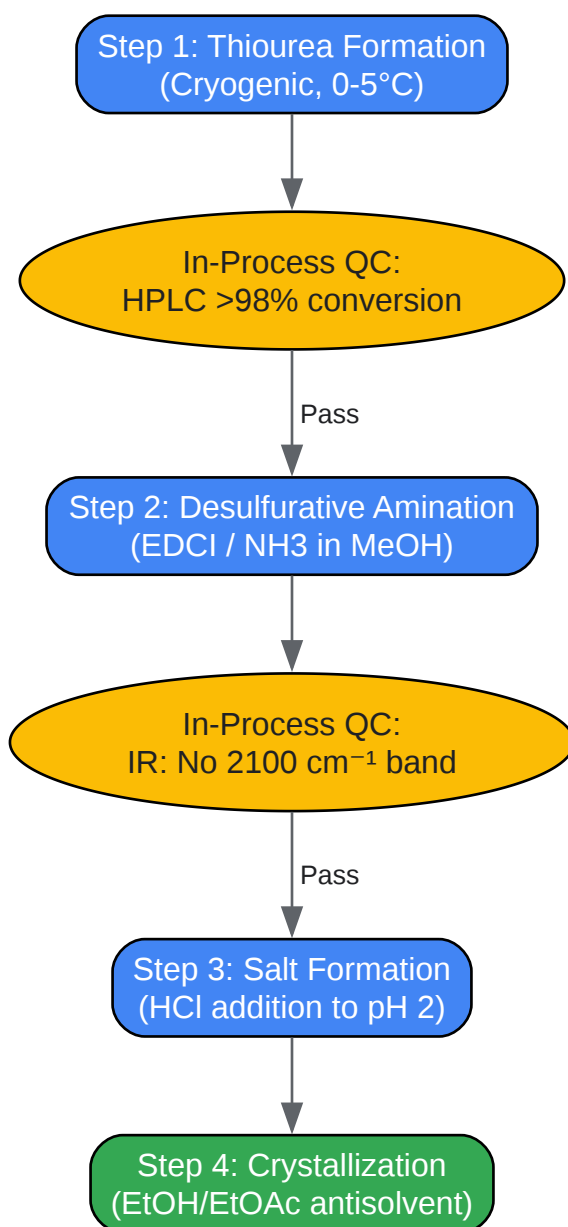 Step 1: Thiourea Formation
(Cryogenic, 0-5°C)
In-Process QC:
HPLC >98% conversion
Pass
Step 2: Desulfurative Amination
(EDCI / NH3 in MeOH)
In-Process QC:
IR: No 2100 cm⁻¹ band
Pass
Step 3: Salt Formation
(HCl addition to pH 2)
Step 4: Crystallization
(EtOH/EtOAc antisolvent)